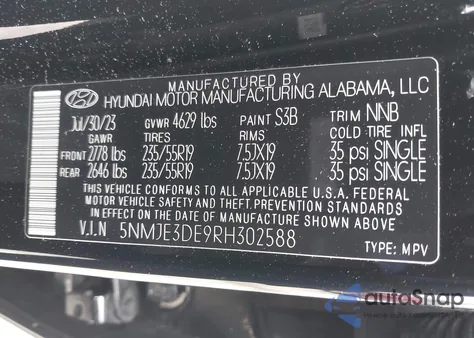 MANUFACTURED BY
HYUNDAI MOTOR MANUFACTURING ALABAMA, LLC
Jul/30/23 GVWR 4629 lbs PAINT S3B TRIM NNB
GAWR TIRES RIMS COLD TIRE INFL
FRONT 2778 lbs 235/55R19 7.5JX19 35 psi SINGLE
REAR 2646 lbs 235/55R19 7.5JX19 35 psi SINGLE
THIS VEHICLE CONFORMS TO ALL APPLICABLE U.S.A. FEDERAL
MOTOR VEHICLE SAFETY AND THEFT PREVENTION STANDARDS
IN EFFECT ON THE DATE OF MANUFACTURE SHOWN ABOVE
V.I.N 5NMJE3DE9RH302588
TYPE: MPV
autoSnap